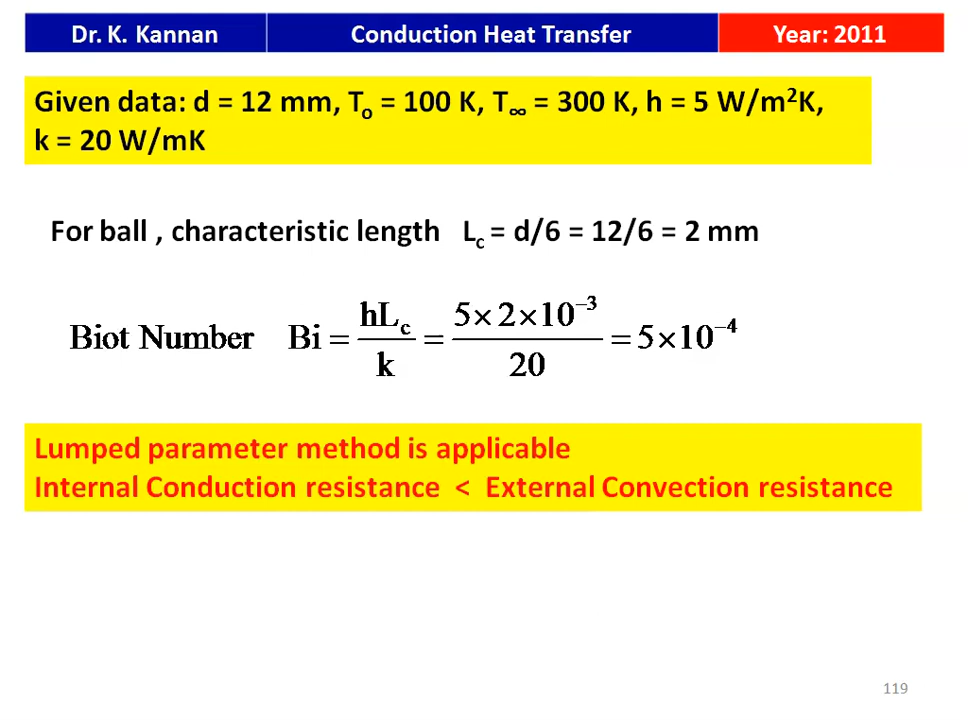 Dr. K. Kannan Conduction Heat Transfer Year: 2011
Given data: d = 12 mm, Tₒ = 100 K, T∞ = 300 K, h = 5 W/m²K,
k = 20 W/mK
For ball , characteristic length L_c = d/6 = 12/6 = 2 mm
Biot Number Bi = hL_c/k = 5×2×10⁻³/20 = 5×10⁻⁴
Lumped parameter method is applicable
Internal Conduction resistance < External Convection resistance
119